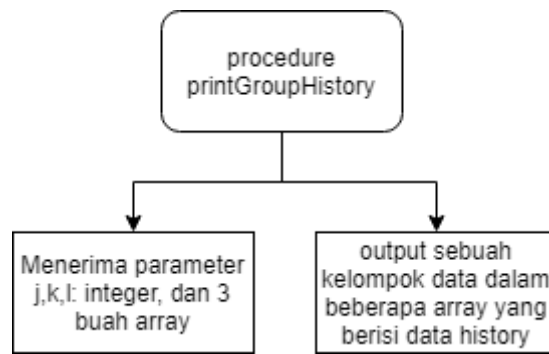 procedure
printGroupHistory
Menerima parameter
j,k,l: integer, dan 3
buah array
output sebuah
kelompok data dalam
beberapa array yang
berisi data history